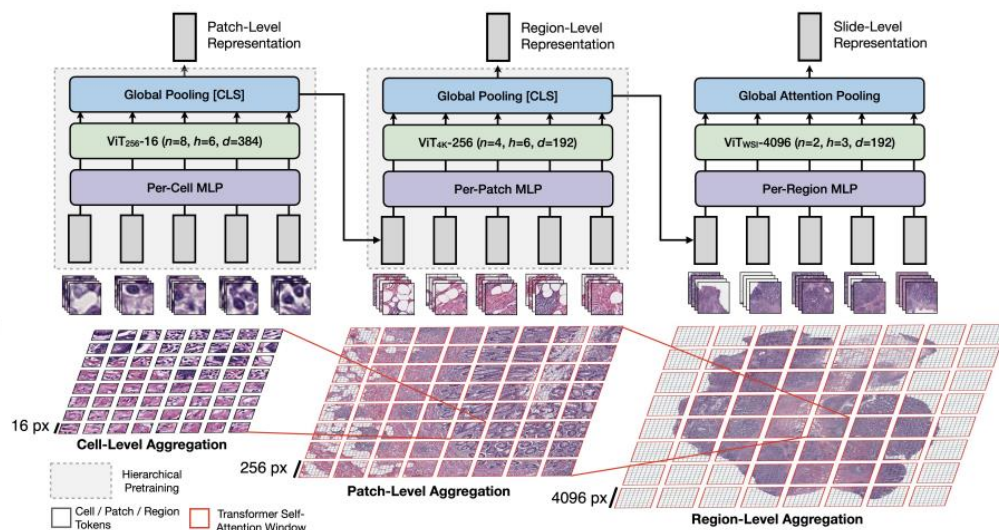 Patch-Level
Representation
Region-Level
Representation
Slide-Level
Representation
Global Pooling [CLS]
Global Pooling [CLS]
Global Attention Pooling
ViT256-16 (n=8, h=6, d=384)
ViT4K-256 (n=4, h=6, d=192)
ViTWSI-4096 (n=2, h=3, d=192)
Per-Cell MLP
Per-Patch MLP
Per-Region MLP
16 px
Cell-Level Aggregation
256 px
Patch-Level Aggregation
4096 px
Region-Level Aggregation
Hierarchical
Pretraining
Cell / Patch / Region
Tokens
Transformer Self-
Attention Window